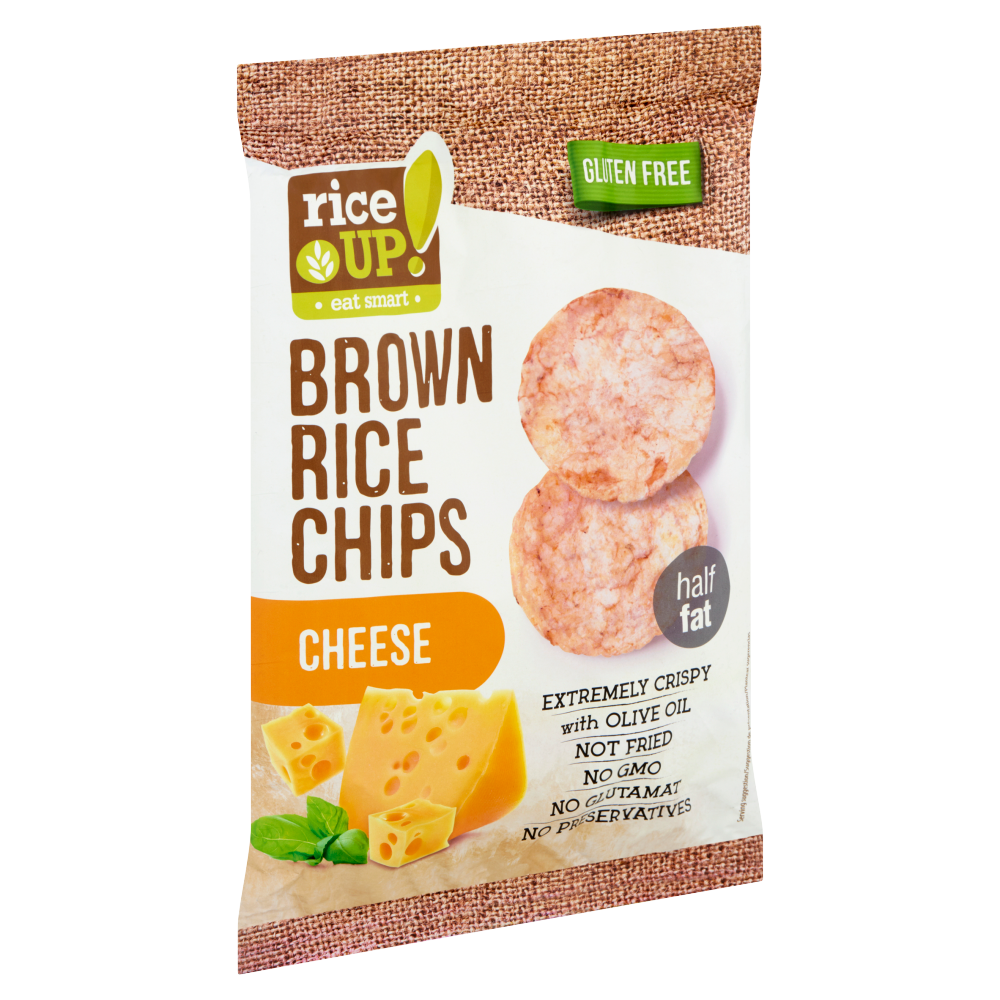 rice
UP!
• eat smart •
GLUTEN FREE
BROWN
RICE
CHIPS
CHEESE
half
fat
EXTREMELY CRISPY
with OLIVE OIL
NOT FRIED
NO GMO
NO GLUTAMAT
NO PRESERVATIVES